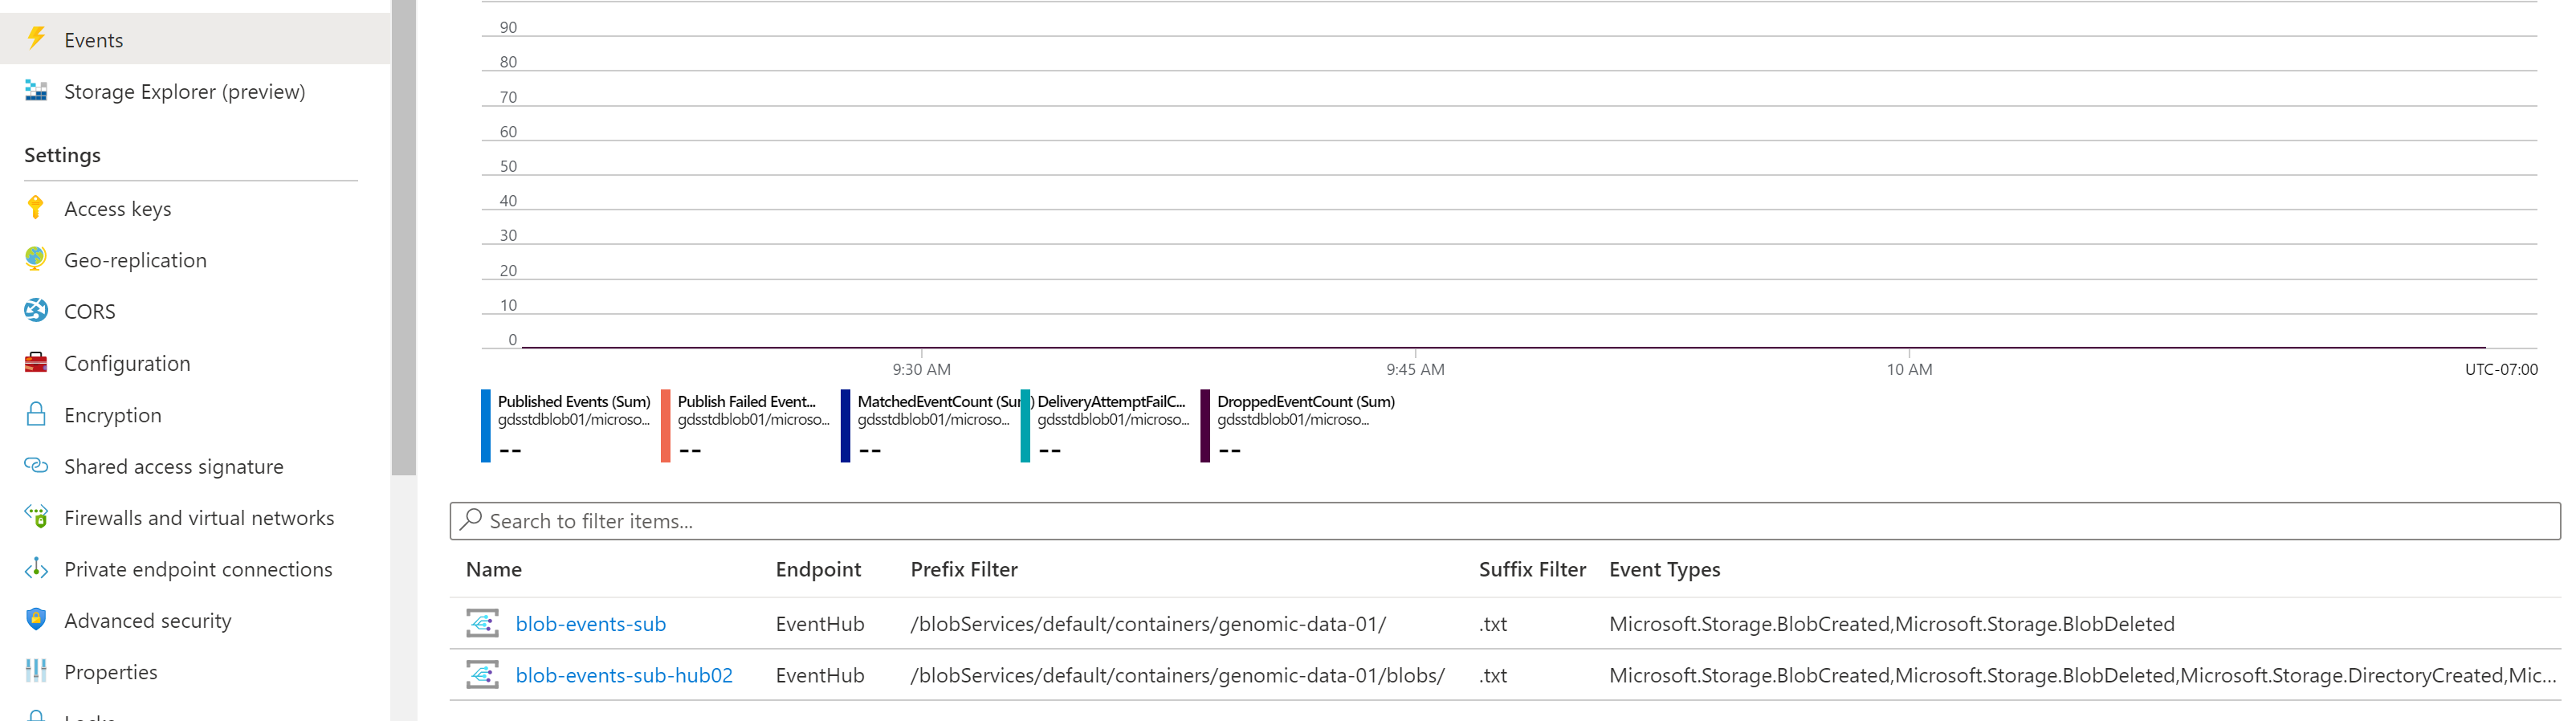 Events
Storage Explorer (preview)
Settings
Access keys
Geo-replication
CORS
Configuration
Encryption
Shared access signature
Firewalls and virtual networks
Private endpoint connections
Advanced security
Properties
90
80
70
60
50
40
30
20
10
0
9:30 AM 9:45 AM 10 AM UTC-07:00
Published Events (Sum) Publish Failed Event... MatchedEventCount (Sum) DeliveryAttemptFailC... DroppedEventCount (Sum)
gdsstdblob01/microso... gdsstdblob01/microso... gdsstdblob01/microso... gdsstdblob01/microso... gdsstdblob01/microso...
-- -- -- -- --
Search to filter items...
Name Endpoint Prefix Filter Suffix Filter Event Types
blob-events-sub EventHub /blobServices/default/containers/genomic-data-01/ .txt Microsoft.Storage.BlobCreated,Microsoft.Storage.BlobDeleted
blob-events-sub-hub02 EventHub /blobServices/default/containers/genomic-data-01/blobs/ .txt Microsoft.Storage.BlobCreated,Microsoft.Storage.BlobDeleted,Microsoft.Storage.DirectoryCreated,Mic...